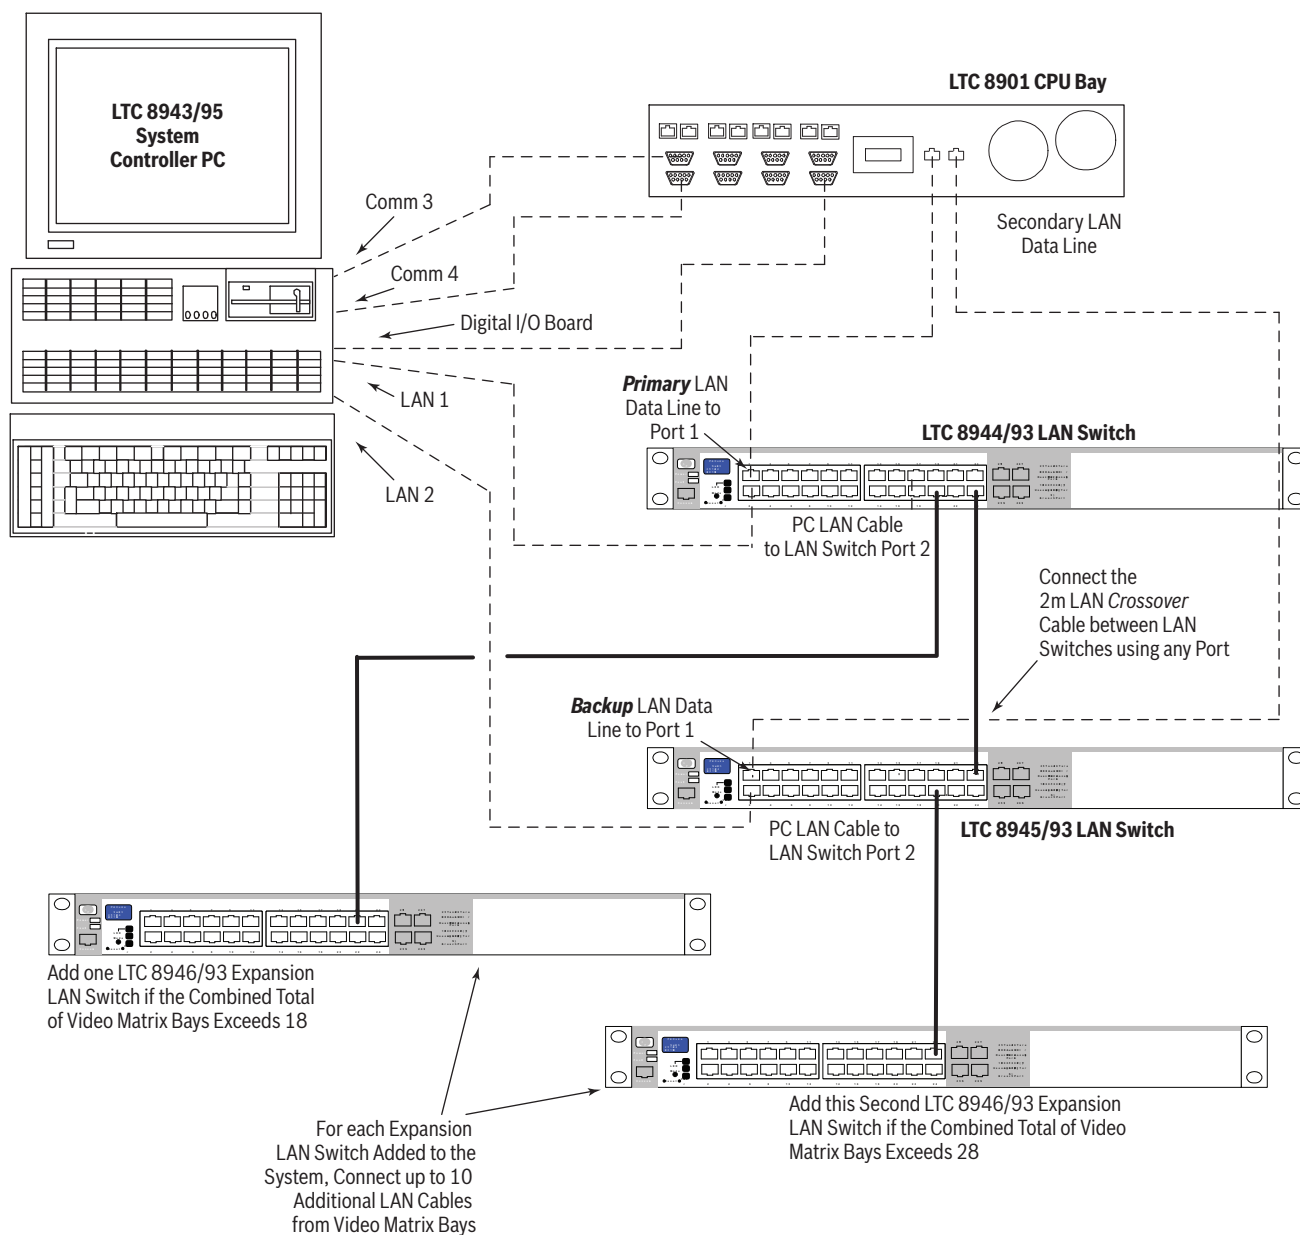 LTC 8943/95
System
Controller PC
LTC 8901 CPU Bay
Comm 3
Secondary LAN
Data Line
Comm 4
Digital I/O Board
Primary LAN
Data Line to
Port 1
LAN 1
LTC 8944/93 LAN Switch
LAN 2
PC LAN Cable
to LAN Switch Port 2
Connect the
2m LAN Crossover
Cable between LAN
Switches using any Port
Backup LAN Data
Line to Port 1
PC LAN Cable to
LAN Switch Port 2
LTC 8945/93 LAN Switch
Add one LTC 8946/93 Expansion
LAN Switch if the Combined Total
of Video Matrix Bays Exceeds 18
Add this Second LTC 8946/93 Expansion
LAN Switch if the Combined Total of Video
Matrix Bays Exceeds 28
For each Expansion
LAN Switch Added to the
System, Connect up to 10
Additional LAN Cables
from Video Matrix Bays